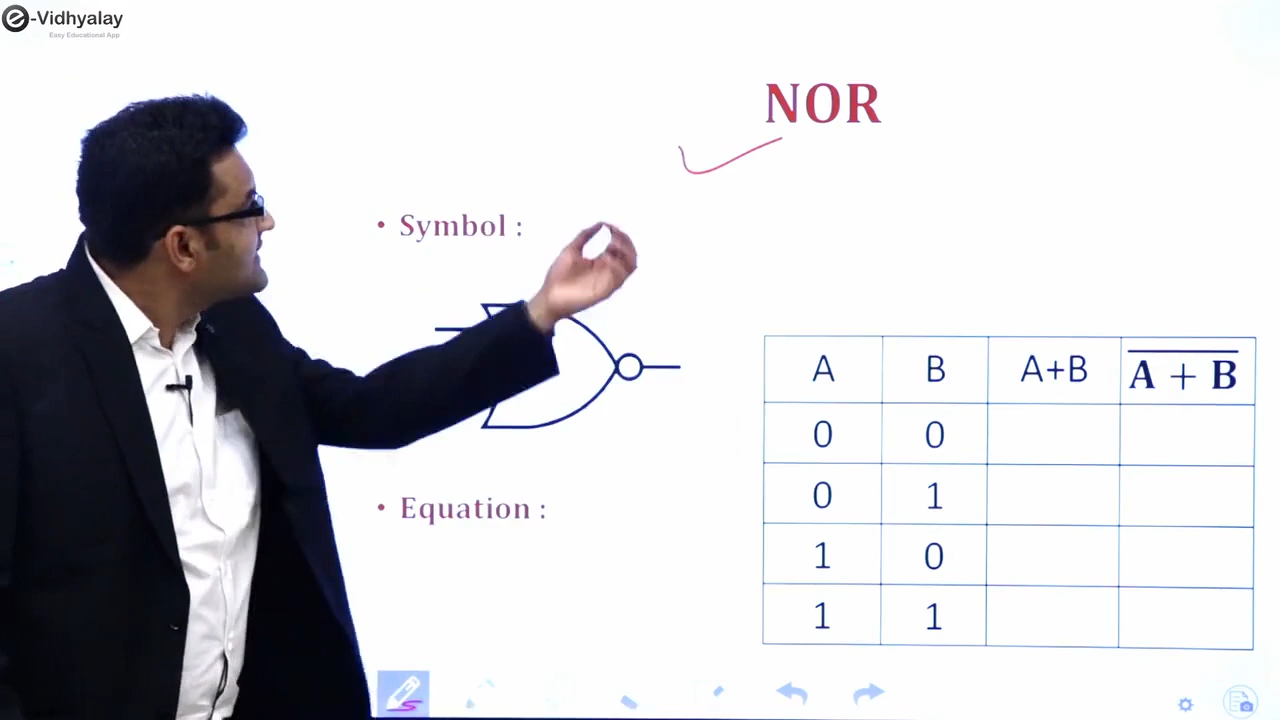 e-Vidhyalay
Easy Educational App
NOR
• Symbol :
A B A+B A + B
0 0
0 1
• Equation :
1 0
1 1